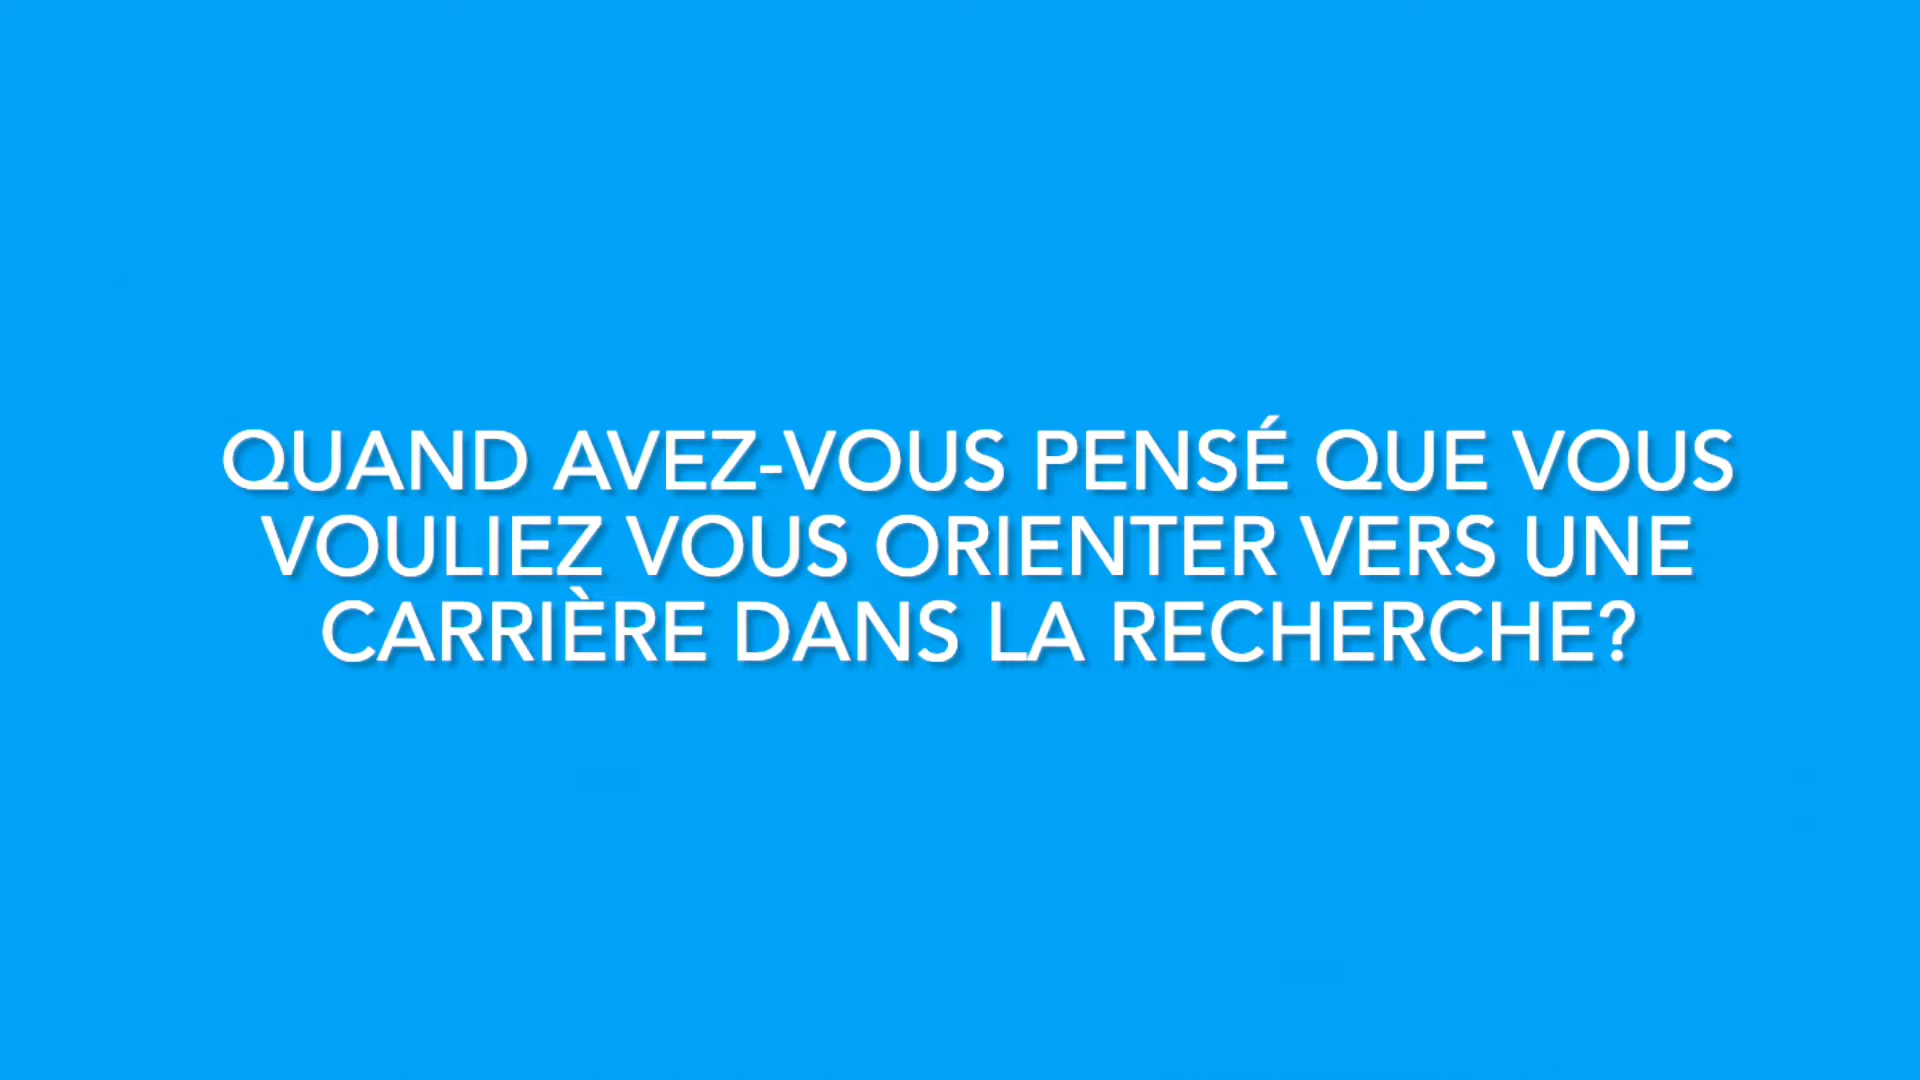 QUAND AVEZ-VOUS PENSÉ QUE VOUS
VOULIEZ VOUS ORIENTER VERS UNE
CARRIÈRE DANS LA RECHERCHE?